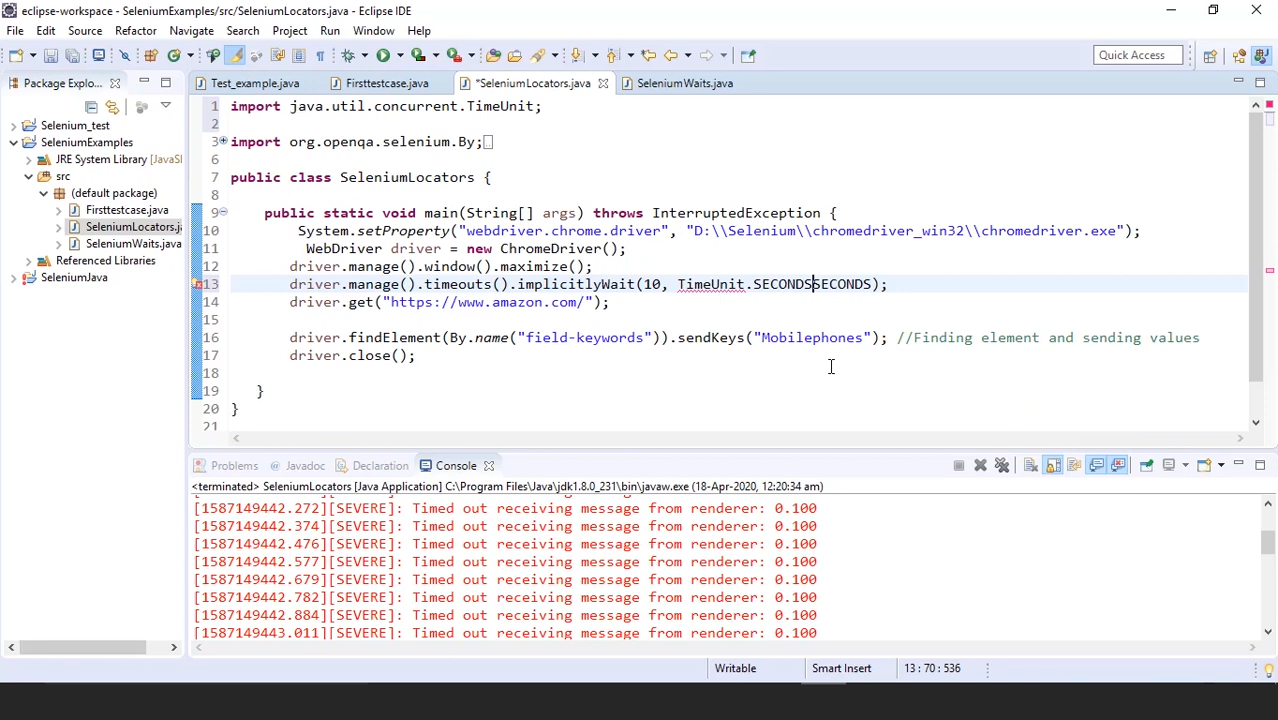 eclipse-workspace - SeleniumExamples/src/SeleniumLocators.java - Eclipse IDE
File Edit Source Refactor Navigate Search Project Run Window Help
Quick Access
Package Explo...
Test_example.java
Firsttestcase.java
*SeleniumLocators.java
SeleniumWaits.java
Selenium_test
SeleniumExamples
JRE System Library [JavaS
src
(default package)
Firsttestcase.java
SeleniumLocators.j
SeleniumWaits.java
Referenced Libraries
SeleniumJava
1 import java.util.concurrent.TimeUnit;
2
3 import org.openqa.selenium.By;
6
7 public class SeleniumLocators {
8
9 public static void main(String[] args) throws InterruptedException {
10 System.setProperty("webdriver.chrome.driver", "D:\\Selenium\\chromedriver_win32\\chromedriver.exe");
11 WebDriver driver = new ChromeDriver();
12 driver.manage().window().maximize();
13 driver.manage().timeouts().implicitlyWait(10, TimeUnit.SECONDSSECONDS);
14 driver.get("https://www.amazon.com/");
15
16 driver.findElement(By.name("field-keywords")).sendKeys("Mobilephones"); //Finding element and sending values
17 driver.close();
18
19 }
20 }
21
Problems Javadoc Declaration Console
<terminated> SeleniumLocators [Java Application] C:\Program Files\Java\jdk1.8.0_231\bin\javaw.exe (18-Apr-2020, 12:20:34 am)
[1587149442.272][SEVERE]: Timed out receiving message from renderer: 0.100
[1587149442.374][SEVERE]: Timed out receiving message from renderer: 0.100
[1587149442.476][SEVERE]: Timed out receiving message from renderer: 0.100
[1587149442.577][SEVERE]: Timed out receiving message from renderer: 0.100
[1587149442.679][SEVERE]: Timed out receiving message from renderer: 0.100
[1587149442.782][SEVERE]: Timed out receiving message from renderer: 0.100
[1587149442.884][SEVERE]: Timed out receiving message from renderer: 0.100
[1587149443.011][SEVERE]: Timed out receiving message from renderer: 0.100
Writable Smart Insert 13 : 70 : 536